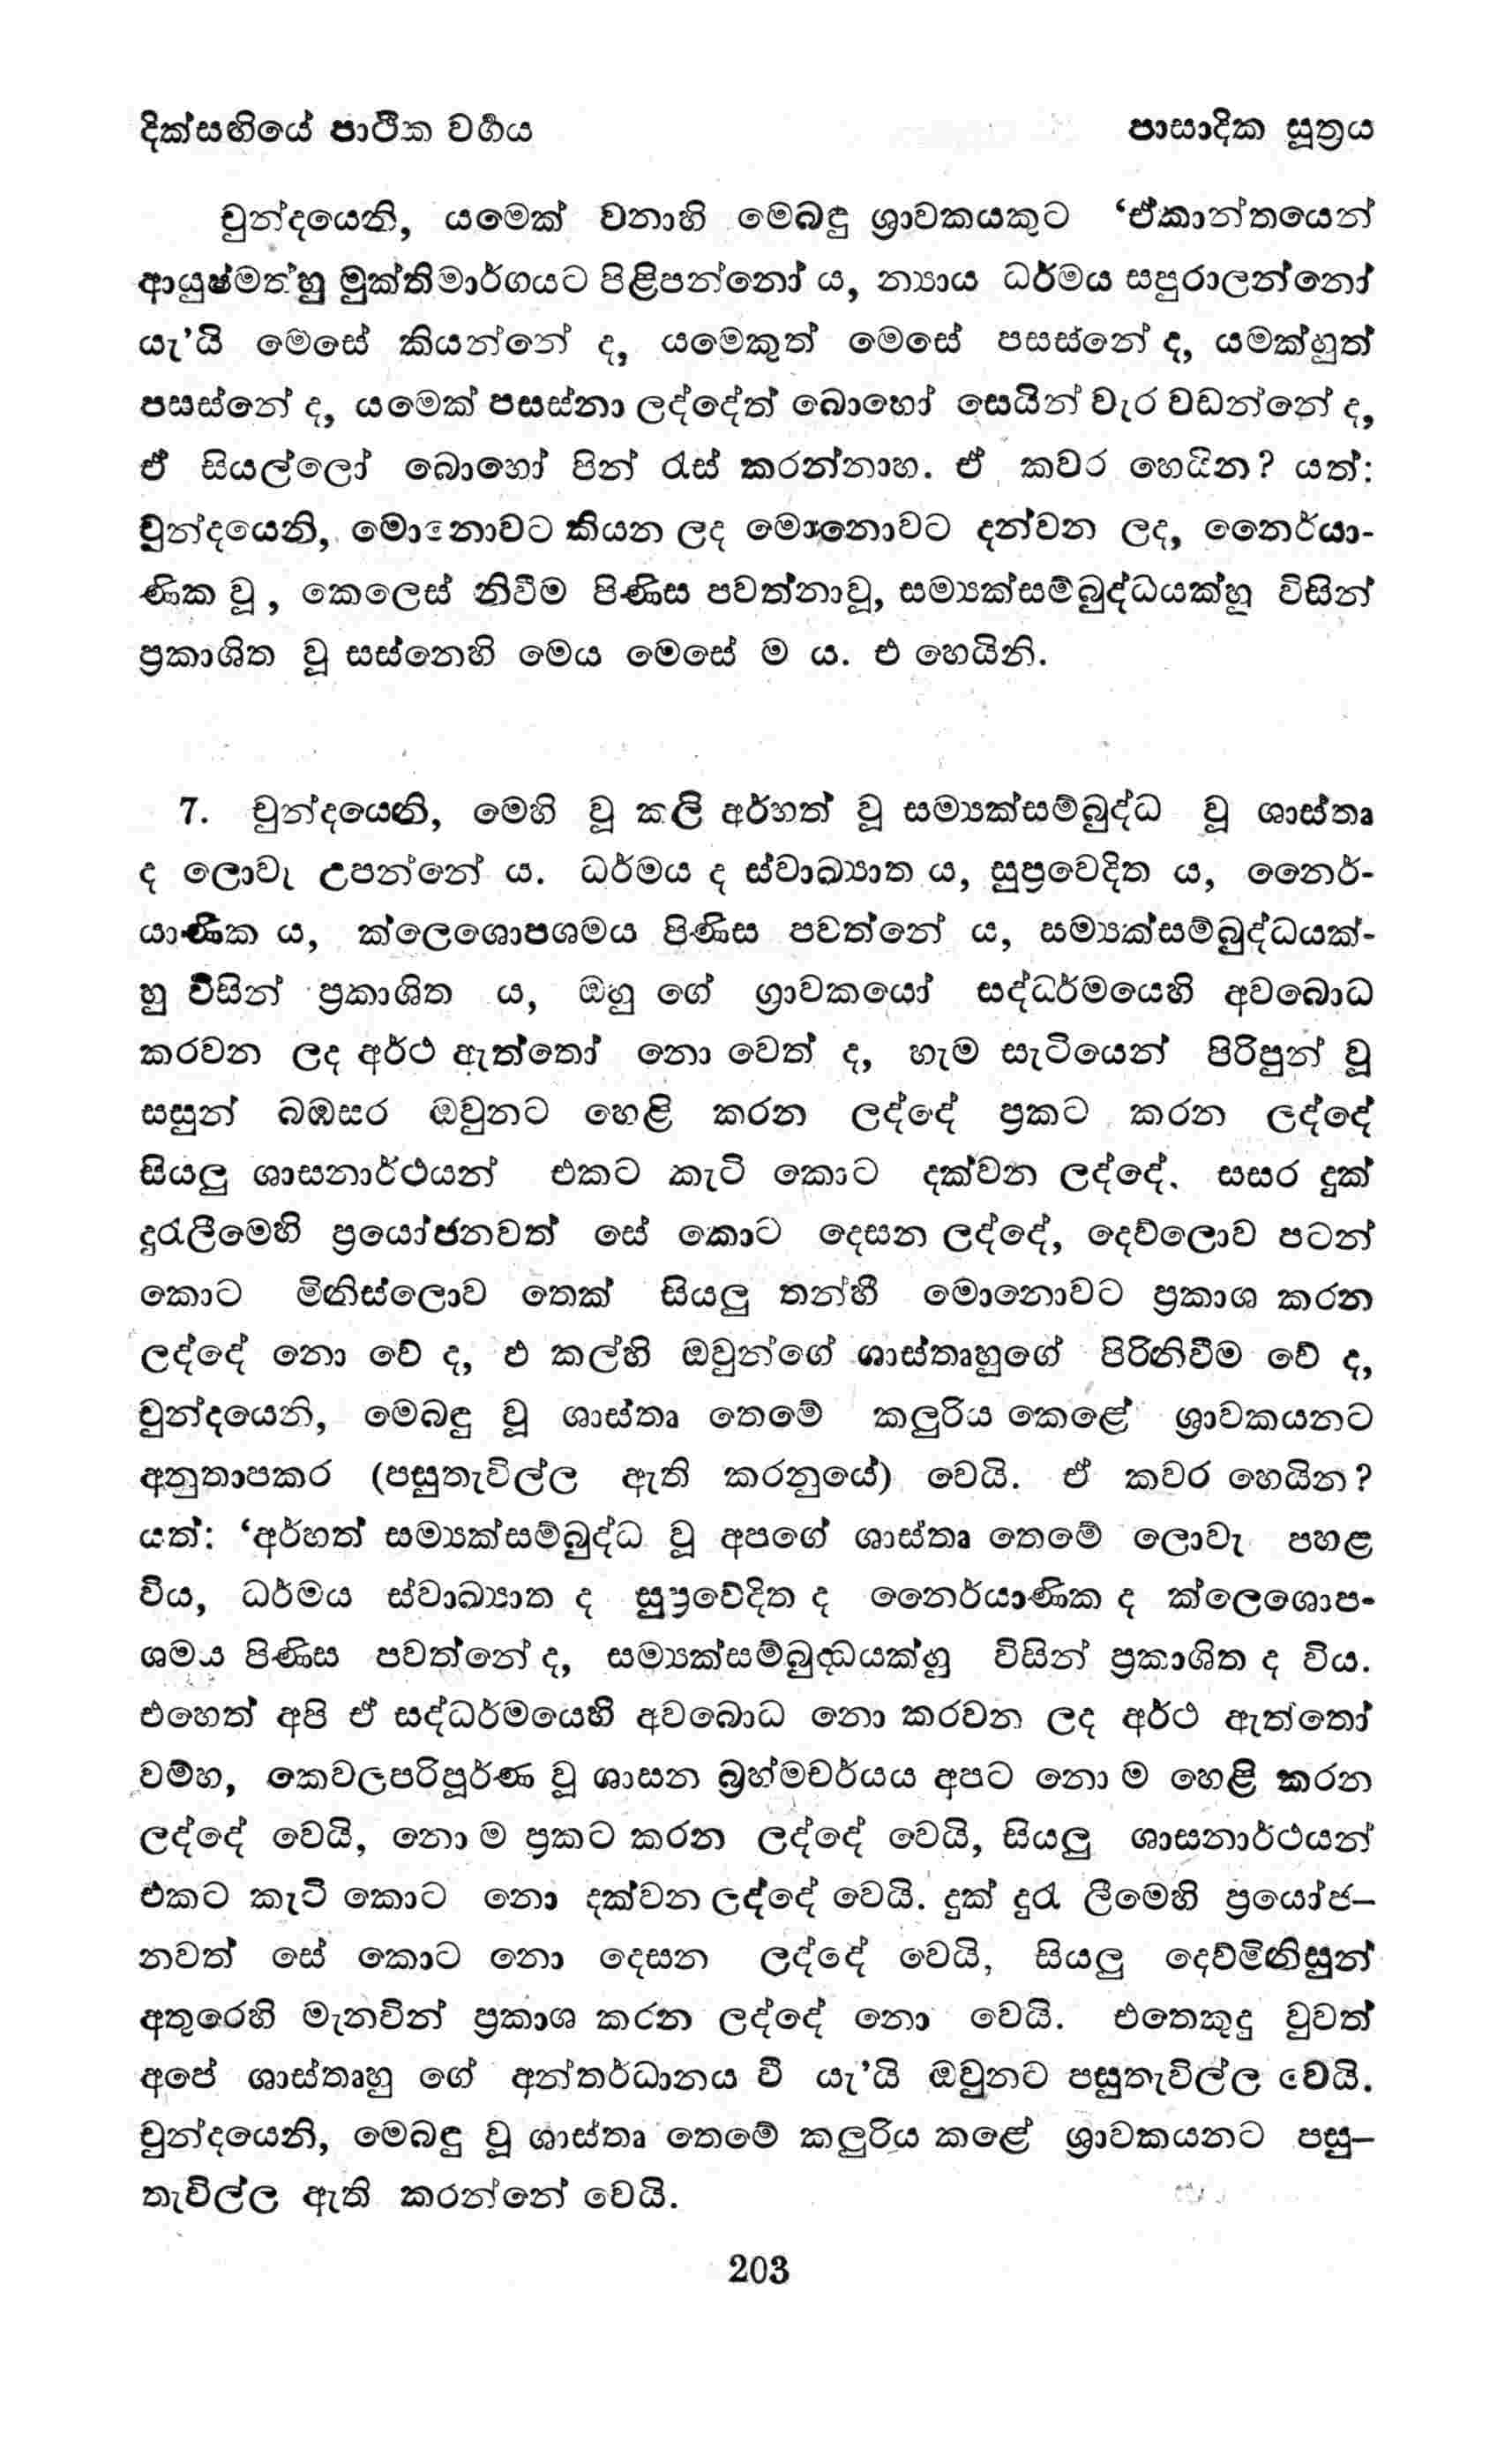 දික්සඟියේ පාථික වර්‍ගය පාසාදික සූත්‍රය
චුන්දයෙනි, යමෙක් වනාහි මෙබඳු ශ්‍රාවකයකුට ‘ඒකාන්තයෙන්
ආයුෂ්මත්හු මුක්තිමාර්ගයට පිළිපන්නෝ ය, න්‍යාය ධර්මය සපුරාලන්නෝ
යැ’යි මෙසේ කියන්නේ ද, යමෙකුත් මෙසේ පසස්නේ ද, යමක්හුත්
පසස්නේ ද, යමෙක් පසස්නා ලද්දේත් බොහෝ සෙයින් වැර වඩන්නේ ද,
ඒ සියල්ලෝ බොහෝ පින් රැස් කරන්නාහ. ඒ කවර හෙයින? යත්:
චුන්දයෙනි, මොනොවට කියන ලද මොනොවට දන්වන ලද, නෛර්යා-
ණික වූ, කෙලෙස් නිවීම පිණිස පවත්නාවූ, සම්‍යක්සම්බුද්ධයක්හු විසින්
ප්‍රකාශිත වූ සස්නෙහි මෙය මෙසේ ම ය. එ හෙයිනි.
7. චුන්දයෙනි, මෙහි වූ කලි අර්හත් වූ සම්‍යක්සම්බුද්ධ වූ ශාස්තෘ
ද ලොවැ උපන්නේ ය. ධර්මය ද ස්වාඛ්‍යාත ය, සුප්‍රවෙදිත ය, නෛර්-
යාණික ය, ක්ලෙශොපශමය පිණිස පවත්නේ ය, සම්‍යක්සම්බුද්ධයක්-
හු විසින් ප්‍රකාශිත ය, ඔහු ගේ ශ්‍රාවකයෝ සද්ධර්මයෙහි අවබොධ
කරවන ලද අර්ථ ඇත්තෝ නො වෙත් ද, හැම සැටියෙන් පිරිපුන් වූ
සසුන් බඹසර ඔවුනට හෙළි කරන ලද්දේ ප්‍රකට කරන ලද්දේ
සියලු ශාසනාර්ථයන් එකට කැටි කොට දක්වන ලද්දේ, සසර දුක්
දුරැලීමෙහි ප්‍රයෝජනවත් සේ කොට දෙසන ලද්දේ, දෙව්ලොව පටන්
කොට මිනිස්ලොව තෙක් සියලු තන්හී මොනොවට ප්‍රකාශ කරන
ලද්දේ නො වේ ද, එ කල්හි ඔවුන්ගේ ශාස්තෘහුගේ පිරිනිවීම වේ ද,
චුන්දයෙනි, මෙබඳු වූ ශාස්තෘ තෙමේ කලුරිය කෙළේ ශ්‍රාවකයනට
අනුතාපකර (පසුතැවිල්ල ඇති කරනුයේ) වෙයි. ඒ කවර හෙයින?
යත්: ‘අර්හත් සම්‍යක්සම්බුද්ධ වූ අපගේ ශාස්තෘ තෙමේ ලොවැ පහළ
විය, ධර්මය ස්වාඛ්‍යාත ද සුප්‍රවේදිත ද නෛර්යාණික ද ක්ලෙශොප-
ශමය පිණිස පවත්නේ ද, සම්‍යක්සම්බුද්ධයක්හු විසින් ප්‍රකාශිත ද විය.
එහෙත් අපි ඒ සද්ධර්මයෙහි අවබොධ නො කරවන ලද අර්ථ ඇත්තෝ
වම්හ, කෙවලපරිපූර්ණ වූ ශාසන බ්‍රහ්මචර්යය අපට නො ම හෙළි කරන
ලද්දේ වෙයි, නො ම ප්‍රකට කරන ලද්දේ වෙයි, සියලු ශාසනාර්ථයන්
එකට කැටි කොට නො දක්වන ලද්දේ වෙයි. දුක් දුරැ ලීමෙහි ප්‍රයෝජ–
නවත් සේ කොට නො දෙසන ලද්දේ වෙයි, සියලු දෙව්මිනිසුන්
අතුරෙහි මැනවින් ප්‍රකාශ කරන ලද්දේ නො වෙයි. එතෙකුදු වුවත්
අපේ ශාස්තෘහු ගේ අන්තර්ධානය වී යැ’යි ඔවුනට පසුතැවිල්ල වෙයි.
චුන්දයෙනි, මෙබඳු වූ ශාස්තෘ තෙමේ කලුරිය කළේ ශ්‍රාවකයනට පසු–
තැවිල්ල ඇති කරන්නේ වෙයි.
203